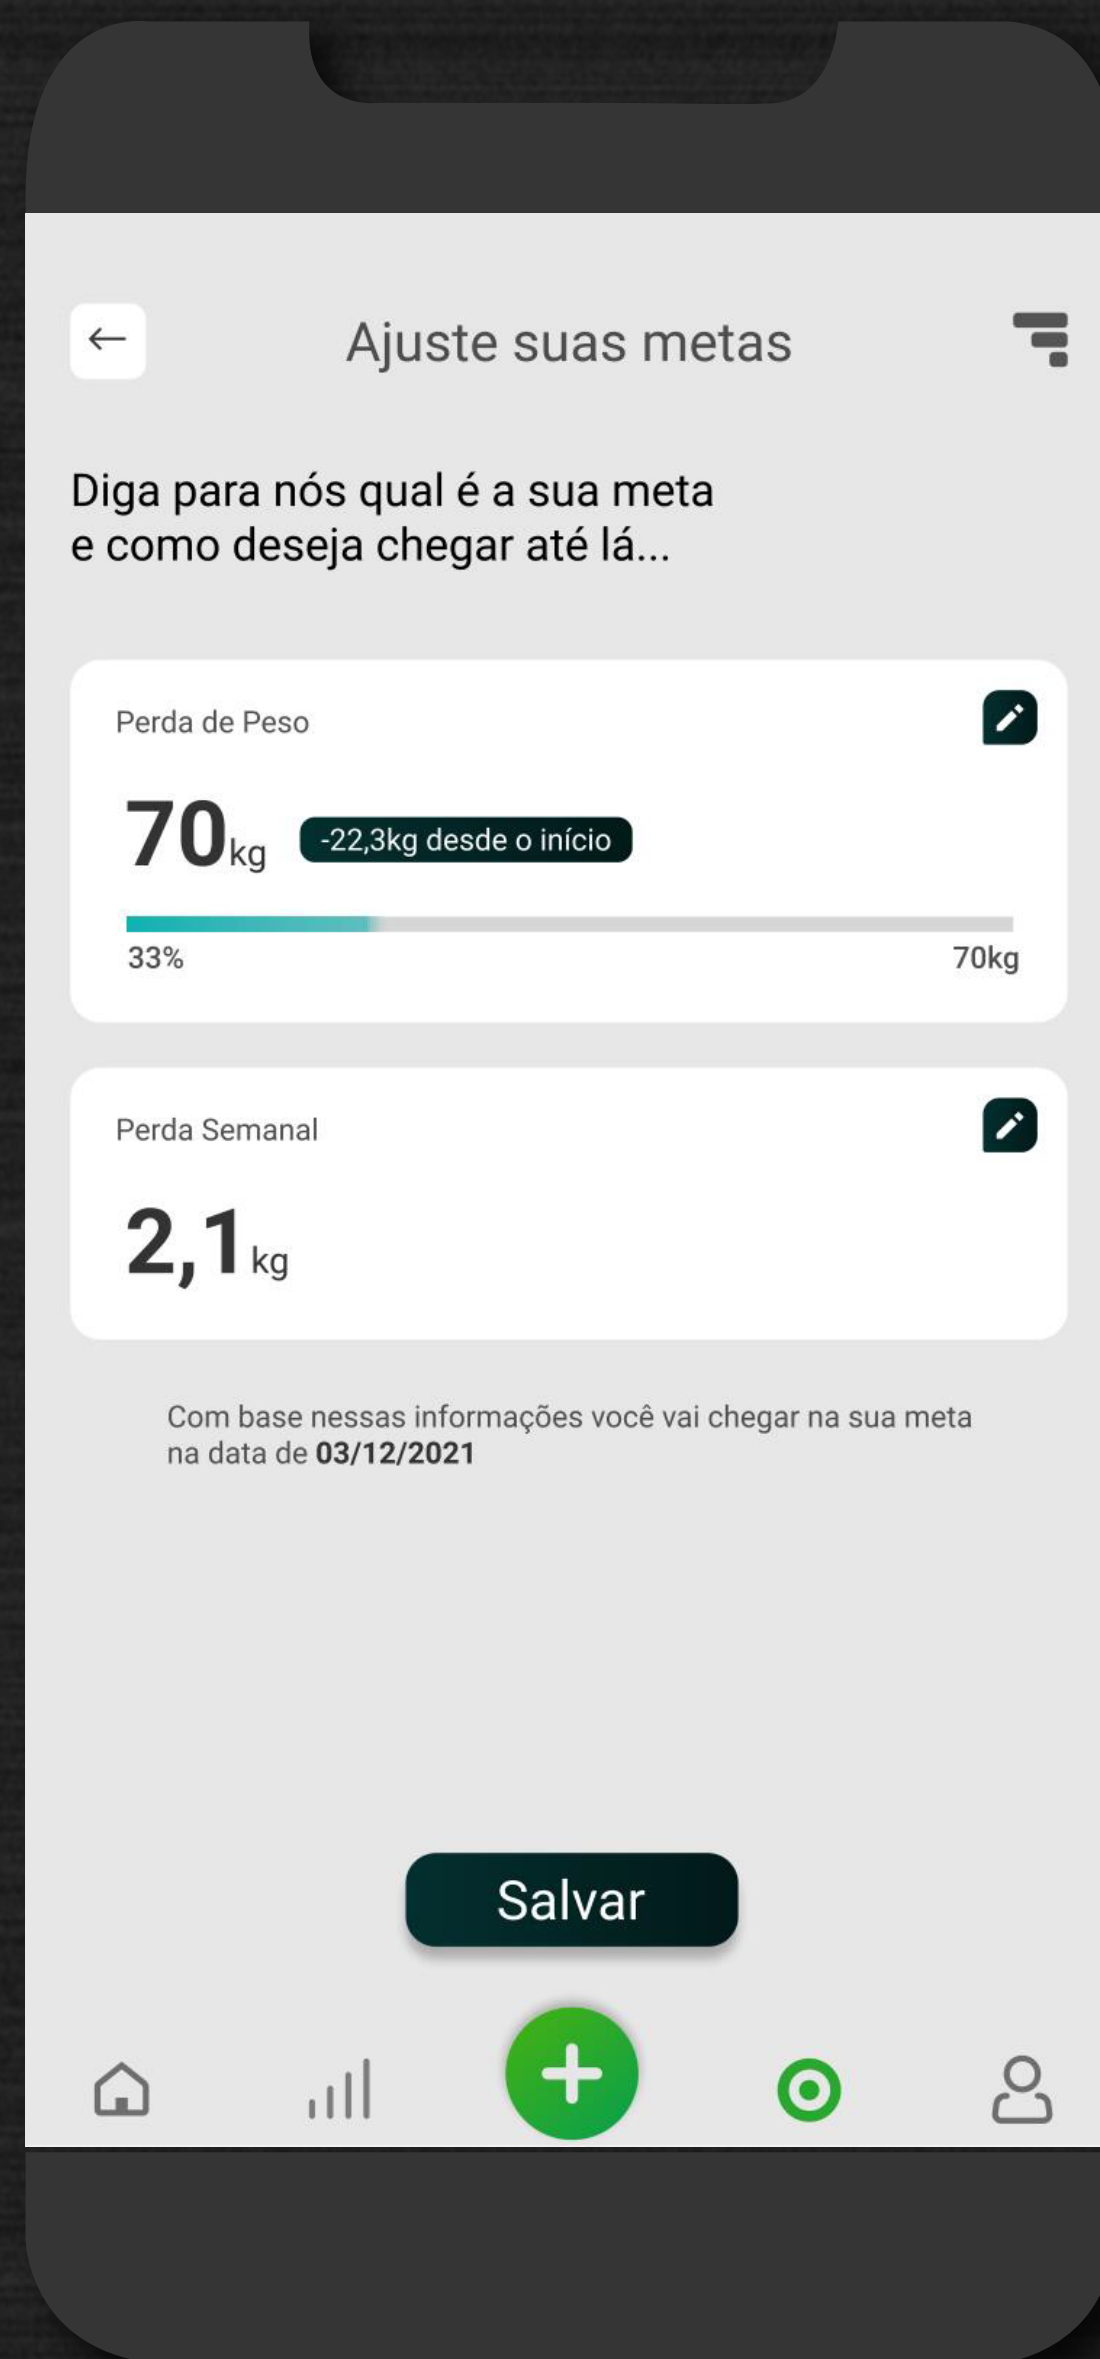 Ajuste suas metas
Diga para nós qual é a sua meta
e como deseja chegar até lá...
Perda de Peso
70kg -22,3kg desde o início
33% 70kg
Perda Semanal
2,1 kg
Com base nessas informações você vai chegar na sua meta
na data de 03/12/2021
Salvar